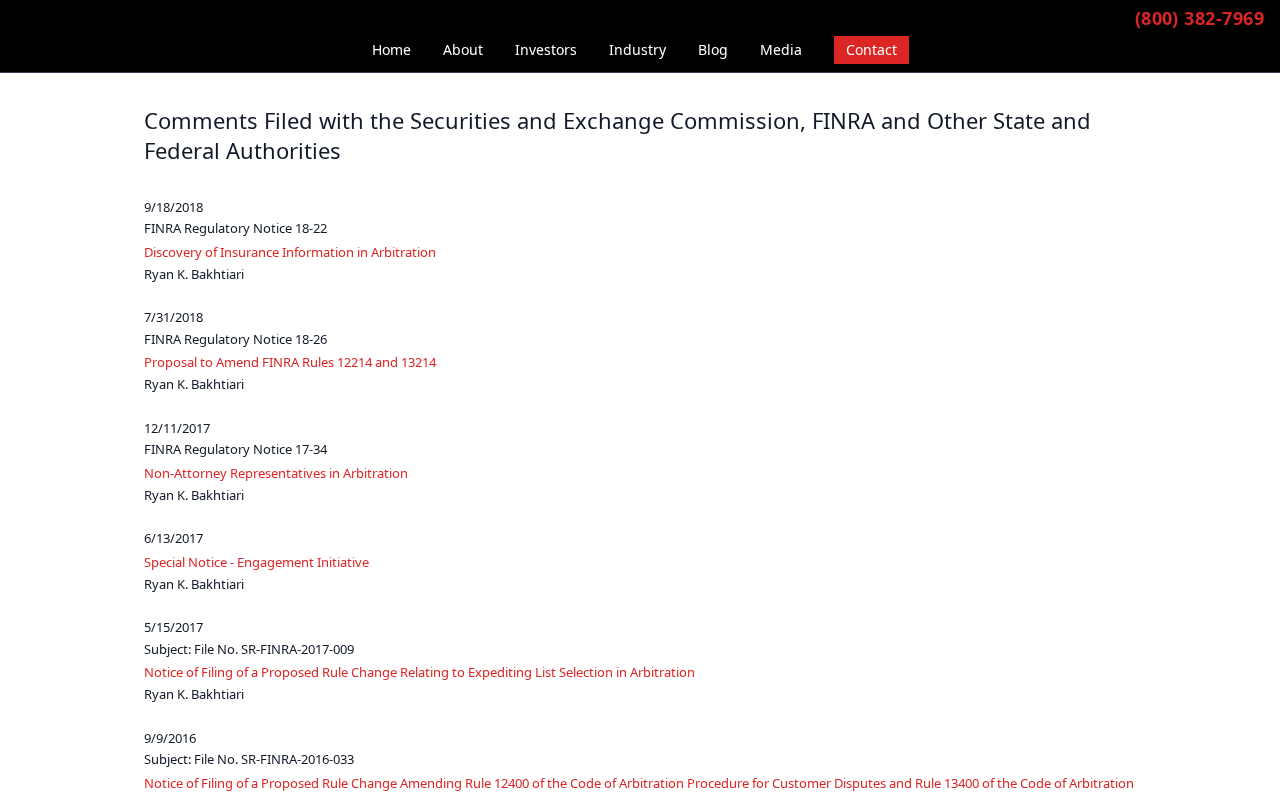 (800) 382-7969
Home About Investors Industry Blog Media Contact
Comments Filed with the Securities and Exchange Commission, FINRA and Other State and
Federal Authorities
9/18/2018
FINRA Regulatory Notice 18-22
Discovery of Insurance Information in Arbitration
Ryan K. Bakhtiari
7/31/2018
FINRA Regulatory Notice 18-26
Proposal to Amend FINRA Rules 12214 and 13214
Ryan K. Bakhtiari
12/11/2017
FINRA Regulatory Notice 17-34
Non-Attorney Representatives in Arbitration
Ryan K. Bakhtiari
6/13/2017
Special Notice - Engagement Initiative
Ryan K. Bakhtiari
5/15/2017
Subject: File No. SR-FINRA-2017-009
Notice of Filing of a Proposed Rule Change Relating to Expediting List Selection in Arbitration
Ryan K. Bakhtiari
9/9/2016
Subject: File No. SR-FINRA-2016-033
Notice of Filing of a Proposed Rule Change Amending Rule 12400 of the Code of Arbitration Procedure for Customer Disputes and Rule 13400 of the Code of Arbitration